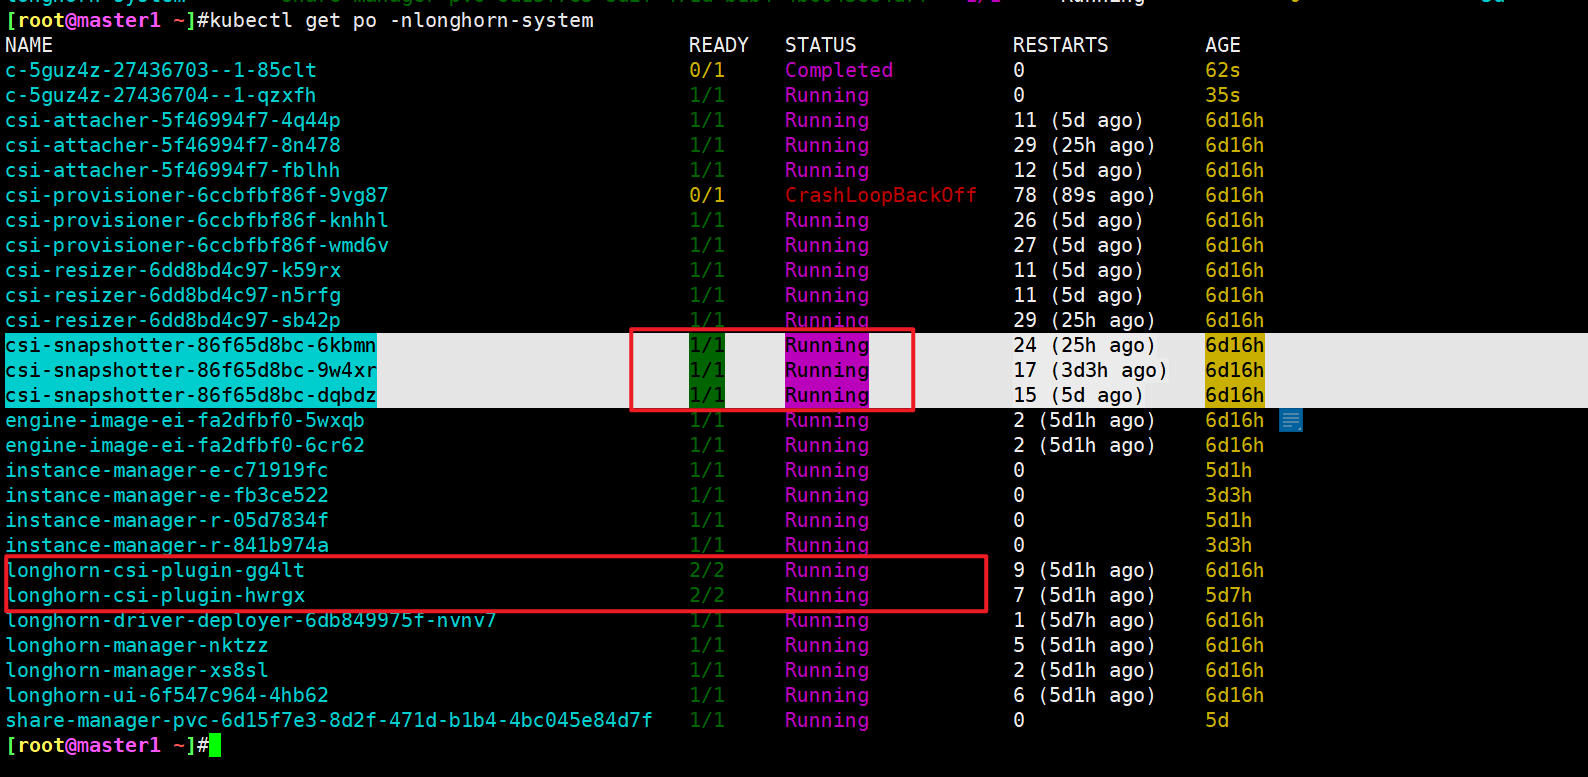 [root@master1 ~]#kubectl get po -nlonghorn-system
NAME READY STATUS RESTARTS AGE
c-5guz4z-27436703--1-85clt 0/1 Completed 0 62s
c-5guz4z-27436704--1-qzxfh 1/1 Running 0 35s
csi-attacher-5f46994f7-4q44p 1/1 Running 11 (5d ago) 6d16h
csi-attacher-5f46994f7-8n478 1/1 Running 29 (25h ago) 6d16h
csi-attacher-5f46994f7-fblhh 1/1 Running 12 (5d ago) 6d16h
csi-provisioner-6ccbfbf86f-9vg87 0/1 CrashLoopBackOff 78 (89s ago) 6d16h
csi-provisioner-6ccbfbf86f-knhhl 1/1 Running 26 (5d ago) 6d16h
csi-provisioner-6ccbfbf86f-wmd6v 1/1 Running 27 (5d ago) 6d16h
csi-resizer-6dd8bd4c97-k59rx 1/1 Running 11 (5d ago) 6d16h
csi-resizer-6dd8bd4c97-n5rfg 1/1 Running 11 (5d ago) 6d16h
csi-resizer-6dd8bd4c97-sb42p 1/1 Running 29 (25h ago) 6d16h
csi-snapshotter-86f65d8bc-6kbmn 1/1 Running 24 (25h ago) 6d16h
csi-snapshotter-86f65d8bc-9w4xr 1/1 Running 17 (3d3h ago) 6d16h
csi-snapshotter-86f65d8bc-dqbdz 1/1 Running 15 (5d ago) 6d16h
engine-image-ei-fa2dfbf0-5wxqb 1/1 Running 2 (5d1h ago) 6d16h
engine-image-ei-fa2dfbf0-6cr62 1/1 Running 2 (5d1h ago) 6d16h
instance-manager-e-c71919fc 1/1 Running 0 5d1h
instance-manager-e-fb3ce522 1/1 Running 0 3d3h
instance-manager-r-05d7834f 1/1 Running 0 5d1h
instance-manager-r-841b974a 1/1 Running 0 3d3h
longhorn-csi-plugin-gg4lt 2/2 Running 9 (5d1h ago) 6d16h
longhorn-csi-plugin-hwrgx 2/2 Running 7 (5d1h ago) 5d7h
longhorn-driver-deployer-6db849975f-nvnv7 1/1 Running 1 (5d7h ago) 6d16h
longhorn-manager-nktzz 1/1 Running 5 (5d1h ago) 6d16h
longhorn-manager-xs8sl 1/1 Running 2 (5d1h ago) 6d16h
longhorn-ui-6f547c964-4hb62 1/1 Running 6 (5d1h ago) 6d16h
share-manager-pvc-6d15f7e3-8d2f-471d-b1b4-4bc045e84d7f 1/1 Running 0 5d
[root@master1 ~]#